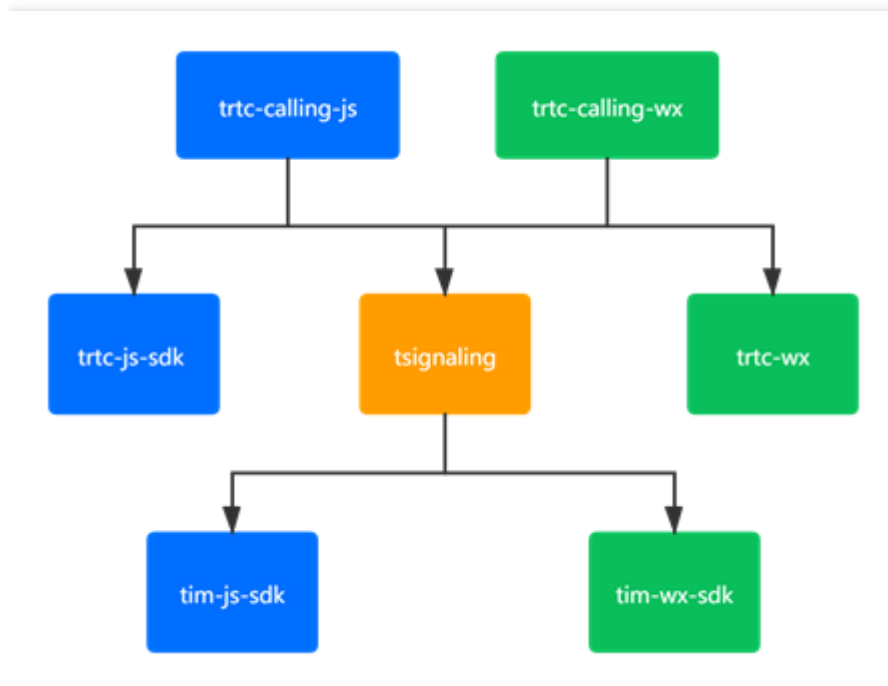 trtc-calling-js
trtc-calling-wx
trtc-js-sdk
tsignaling
trtc-wx
tim-js-sdk
tim-wx-sdk